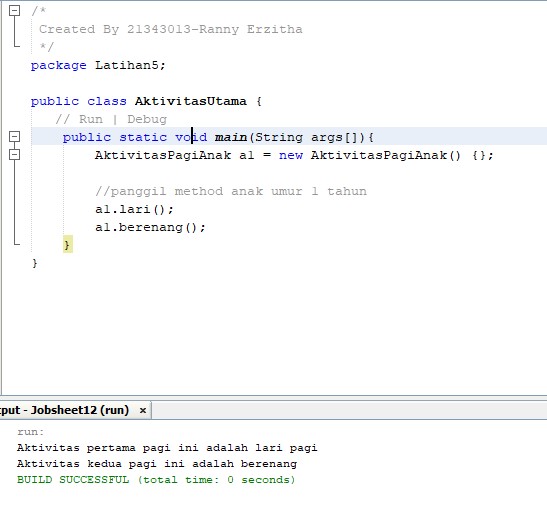 /*
Created By 21343013-Ranny Erzitha
*/
package Latihan5;
public class AktivitasUtama {
// Run | Debug
public static void main(String args[]){
AktivitasPagiAnak a1 = new AktivitasPagiAnak() {};
//panggil method anak umur 1 tahun
a1.lari();
a1.berenang();
}
}
put - Jobsheet12 (run) ×
run:
Aktivitas pertama pagi ini adalah lari pagi
Aktivitas kedua pagi ini adalah berenang
BUILD SUCCESSFUL (total time: 0 seconds)